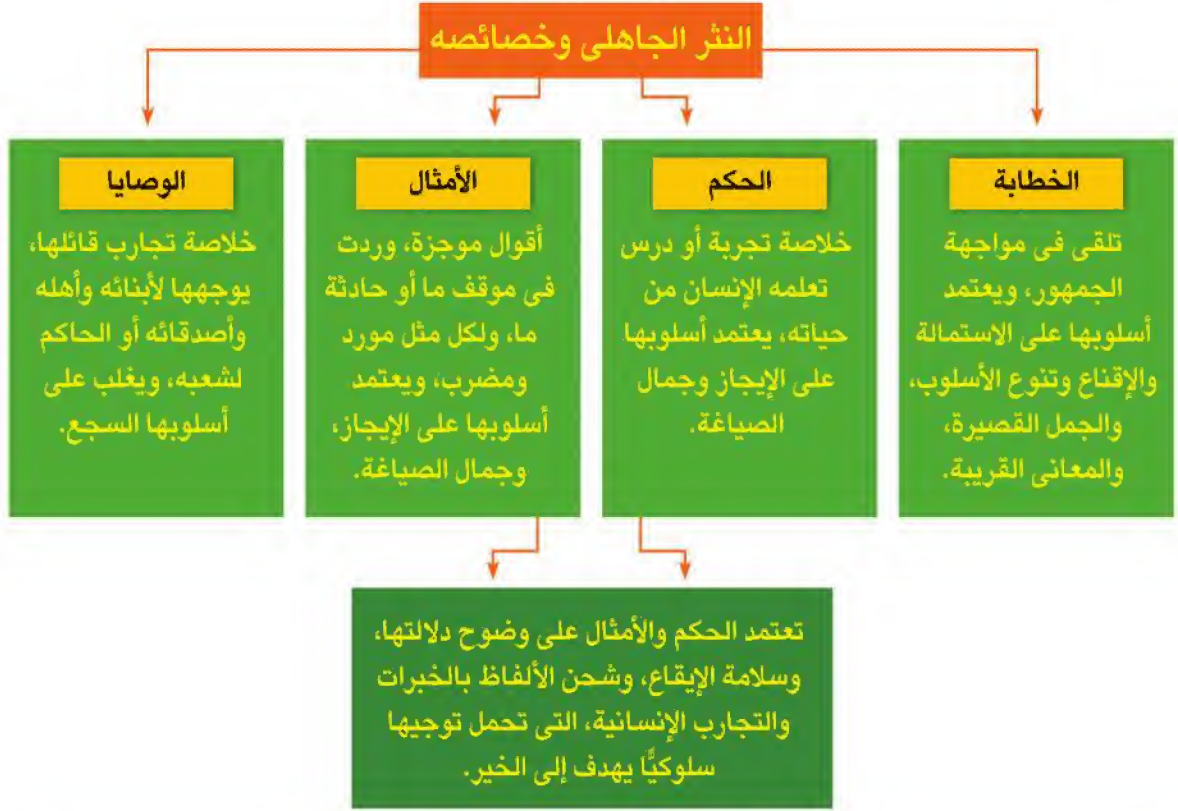 النثر الجاهلى وخصائصه
الخطابة
تلقى فى مواجهة
الجمهور، ويعتمد
أسلوبها على الاستمالة
والإقناع وتنوع الأسلوب،
والجمل القصيرة،
والمعانى القريبة.
الحكم
خلاصة تجربة أو درس
تعلمه الإنسان من
حياته، يعتمد أسلوبها
على الإيجاز وجمال
الصياغة.
الأمثال
أقوال موجزة، وردت
فى موقف ما أو حادثة
ما، ولكل مثل مورد
ومضرب، ويعتمد
أسلوبها على الإيجاز،
وجمال الصياغة.
الوصايا
خلاصة تجارب قائلها،
يوجهها لأبنائه وأهله
وأصدقائه أو الحاكم
لشعبه، ويغلب على
أسلوبها السجع.
تعتمد الحكم والأمثال على وضوح دلالتها،
وسلامة الإيقاع، وشحن الألفاظ بالخبرات
والتجارب الإنسانية، التى تحمل توجيها
سلوكيًّا يهدف إلى الخير.